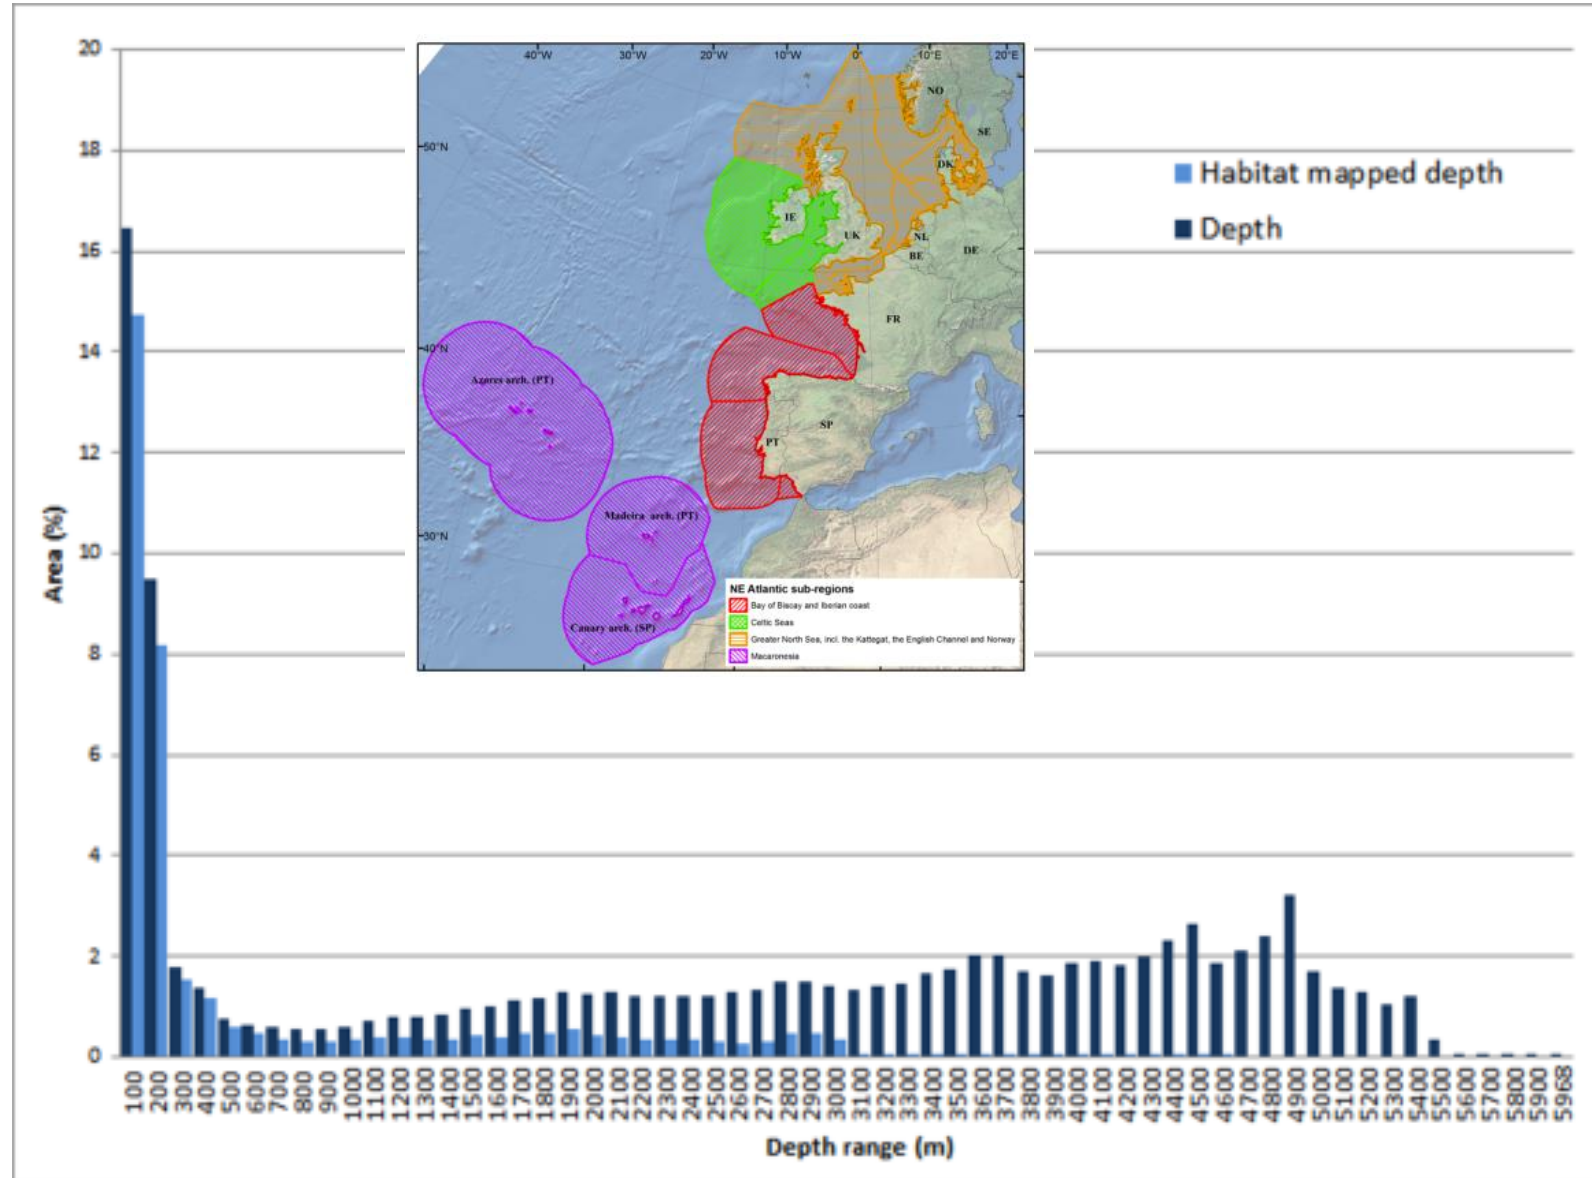 20
18
16
14
12
10
8
6
4
2
0
Area (%)
40°W 30°W 20°W 10°W 0° 10°E 20°E
50°N
40°N
30°N
NO
SE
DK
IE
UK
NL
BE
DE
FR
SP
PT
Azores arch. (PT)
Madeira arch. (PT)
Canary arch. (SP)
NE Atlantic sub-regions
Bay of Biscay and Iberian coast
Celtic Seas
Greater North Sea, incl. the Kattegat, the English Channel and Norway
Macaronesia
Habitat mapped depth
Depth
100 200 300 400 500 600 700 800 900 1000 1100 1200 1300 1400 1500 1600 1700 1800 1900 2000 2100 2200 2300 2400 2500 2600 2700 2800 2900 3000 3100 3200 3300 3400 3500 3600 3700 3800 3900 4000 4100 4200 4300 4400 4500 4600 4700 4800 4900 5000 5100 5200 5300 5400 5500 5600 5700 5800 5900 5968
Depth range (m)